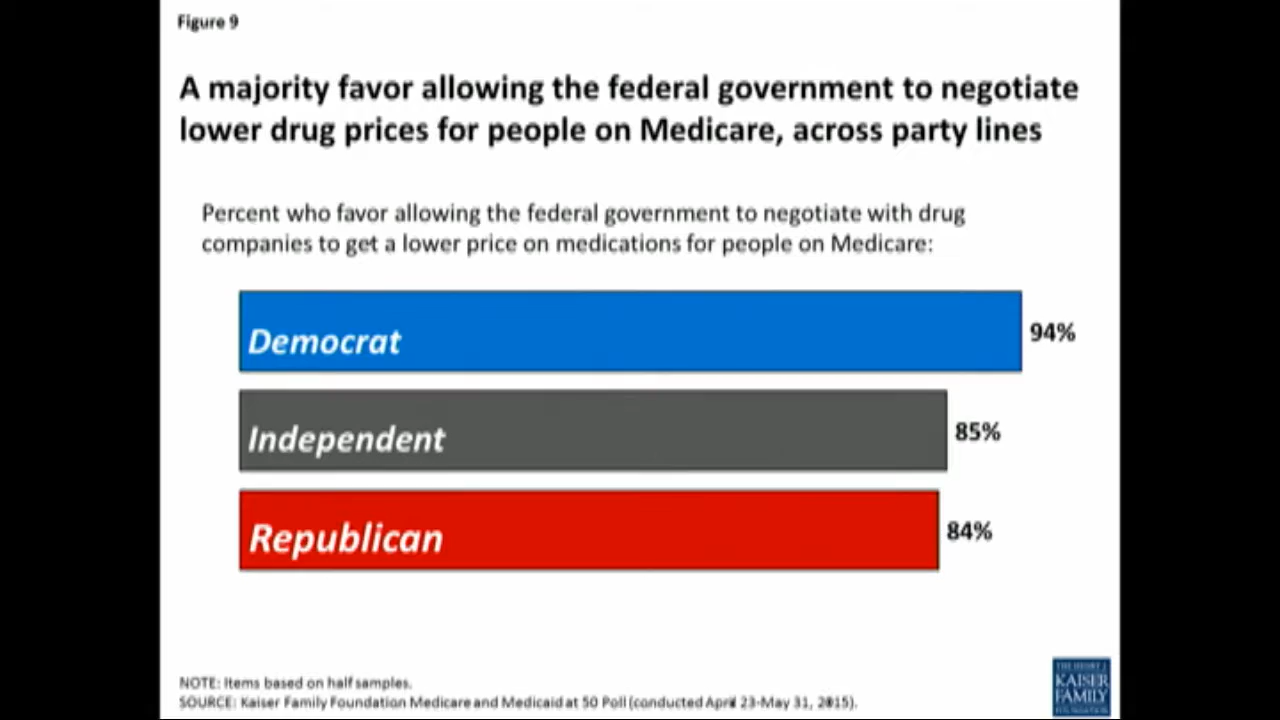 Figure 9
A majority favor allowing the federal government to negotiate
lower drug prices for people on Medicare, across party lines
Percent who favor allowing the federal government to negotiate with drug
companies to get a lower price on medications for people on Medicare:
Democrat
94%
Independent
85%
Republican
84%
NOTE: Items based on half samples.
SOURCE: Kaiser Family Foundation Medicare and Medicaid at 50 Poll (conducted April 23-May 31, 2015).
THE HENRY J.
KAISER
FAMILY
FOUNDATION